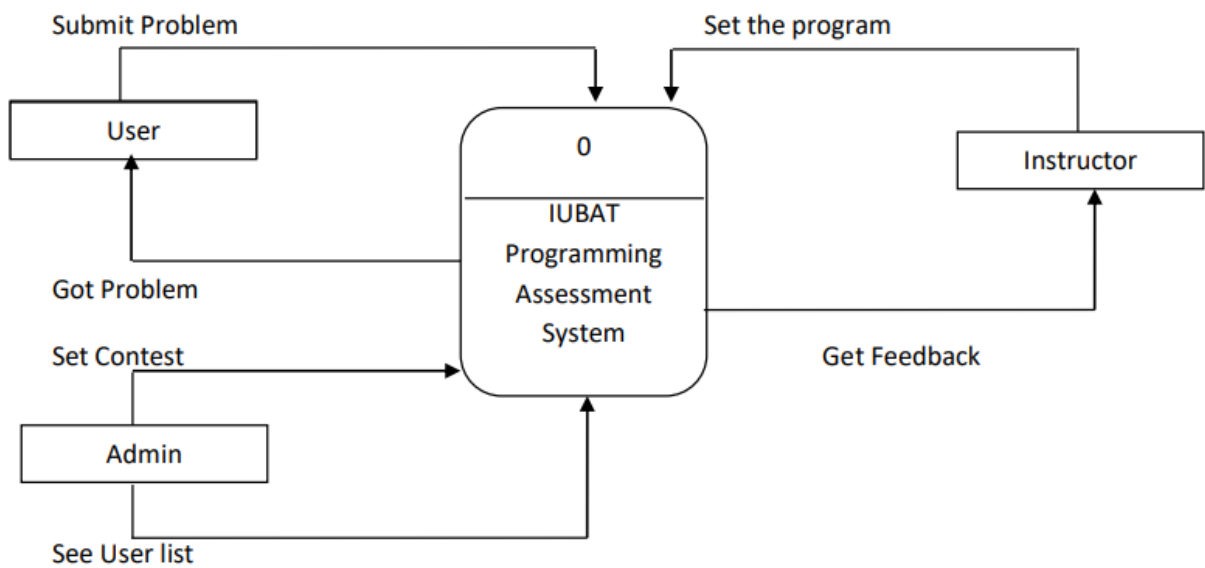 Submit Problem
Set the program
User
0
Instructor
IUBAT
Programming
Assessment
System
Got Problem
Set Contest
Get Feedback
Admin
See User list